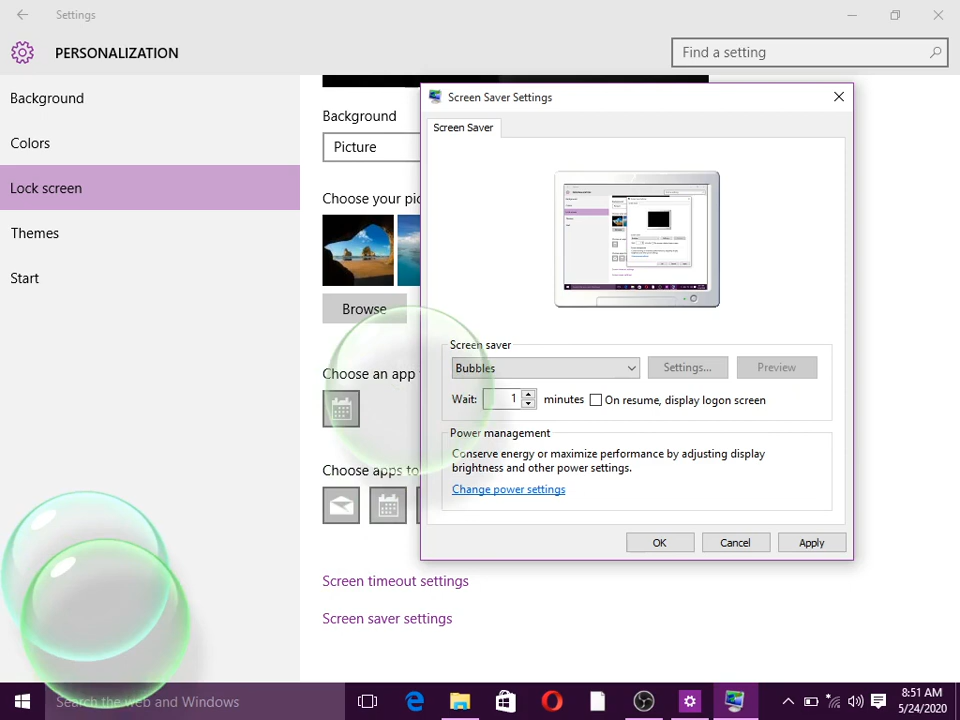 Settings
PERSONALIZATION
Find a setting
Background
Colors
Lock screen
Themes
Start
Background
Picture
Choose your pic
Browse
Choose an app
Choose apps to
Screen timeout settings
Screen saver settings
Screen Saver Settings
Screen Saver
Screen saver
Bubbles
Settings...
Preview
Wait: 1 minutes On resume, display logon screen
Power management
Conserve energy or maximize performance by adjusting display
brightness and other power settings.
Change power settings
OK
Cancel
Apply
Search the web and Windows
8:51 AM
5/24/2020